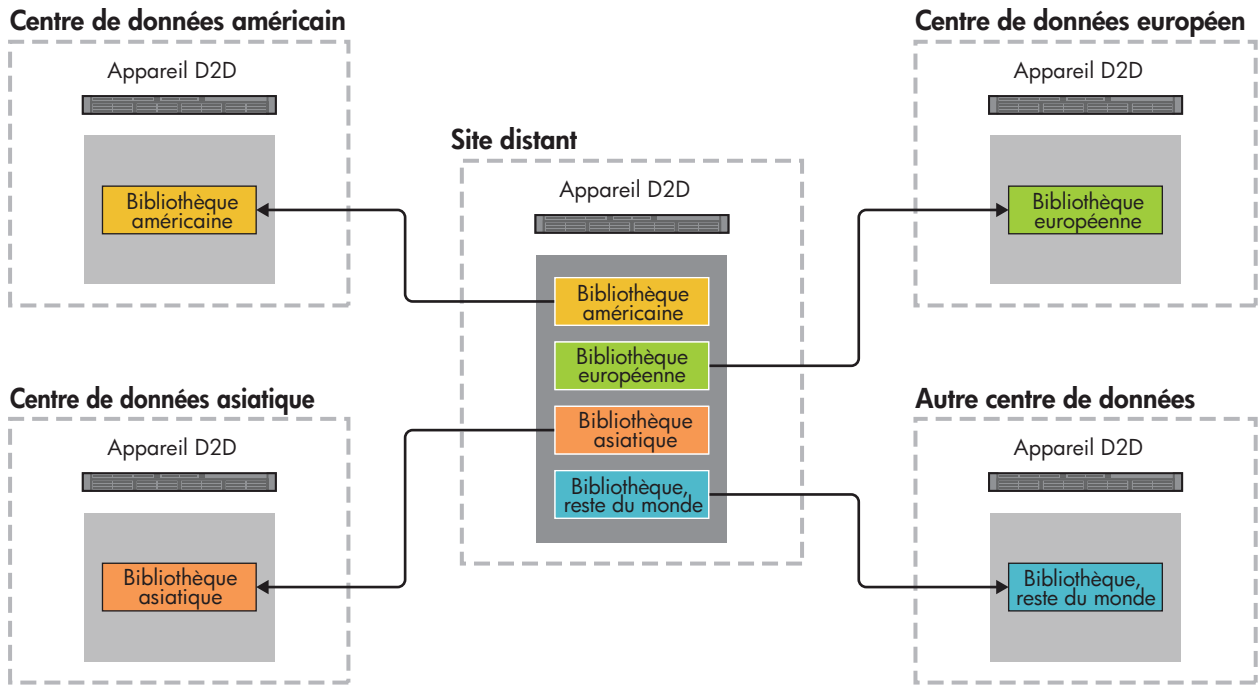 Centre de données américain
Appareil D2D
Bibliothèque
américaine
Centre de données européen
Appareil D2D
Bibliothèque
européenne
Site distant
Appareil D2D
Bibliothèque
américaine
Bibliothèque
européenne
Bibliothèque
asiatique
Bibliothèque,
reste du monde
Centre de données asiatique
Appareil D2D
Bibliothèque
asiatique
Autre centre de données
Appareil D2D
Bibliothèque,
reste du monde